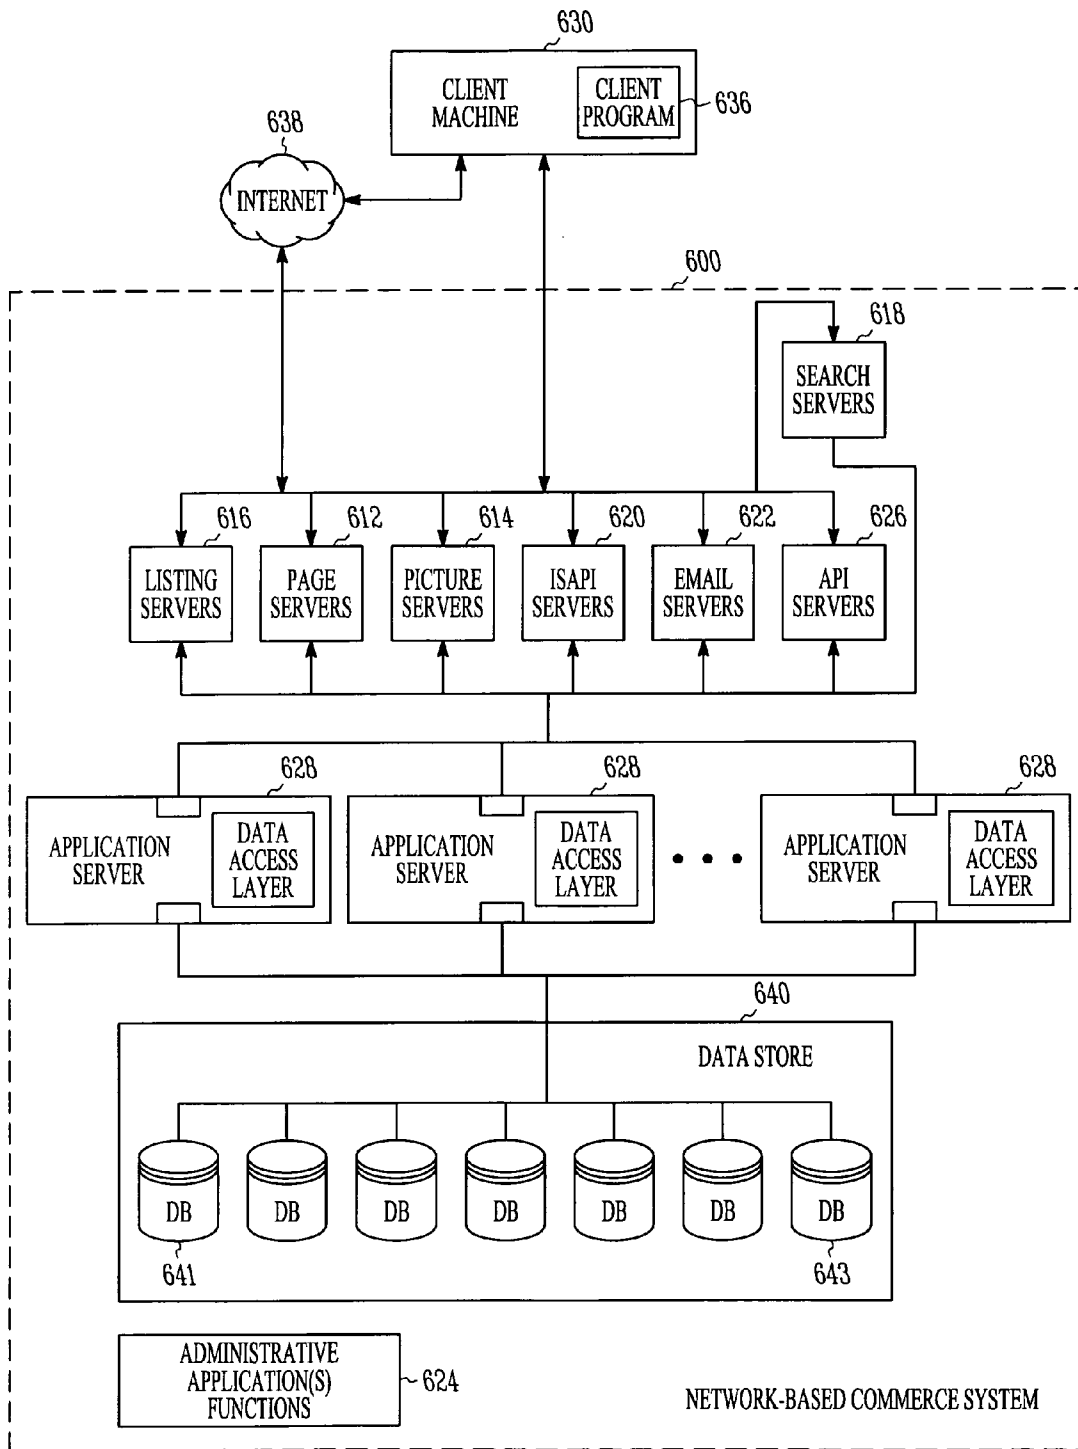 630
CLIENT
MACHINE
CLIENT
PROGRAM
636
638
INTERNET
600
618
SEARCH
SERVERS
616
612
614
620
622
626
LISTING
SERVERS
PAGE
SERVERS
PICTURE
SERVERS
ISAPI
SERVERS
EMAIL
SERVERS
API
SERVERS
628
628
628
APPLICATION
SERVER
DATA
ACCESS
LAYER
APPLICATION
SERVER
DATA
ACCESS
LAYER
APPLICATION
SERVER
DATA
ACCESS
LAYER
640
DATA STORE
DB
DB
DB
DB
DB
DB
DB
641
643
ADMINISTRATIVE
APPLICATION(S)
FUNCTIONS
624
NETWORK-BASED COMMERCE SYSTEM